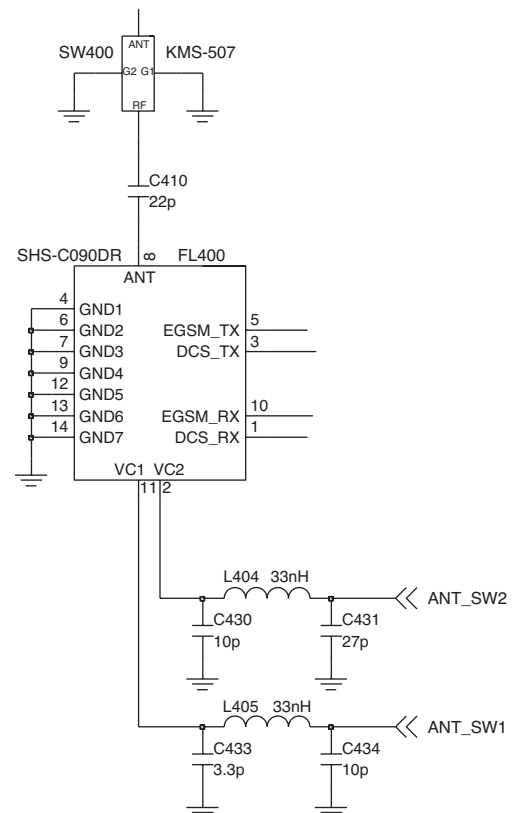 ANT
SW400 KMS-507
G2 G1
RF
C410
22p
SHS-C090DR 8 FL400
ANT
4 GND1
6 GND2 EGSM_TX 5
7 GND3 DCS_TX 3
9 GND4
12 GND5
13 GND6 EGSM_RX 10
14 GND7 DCS_RX 1
VC1 VC2
11 2
L404 33nH
ANT_SW2
C430 C431
10p 27p
L405 33nH
ANT_SW1
C433 C434
3.3p 10p